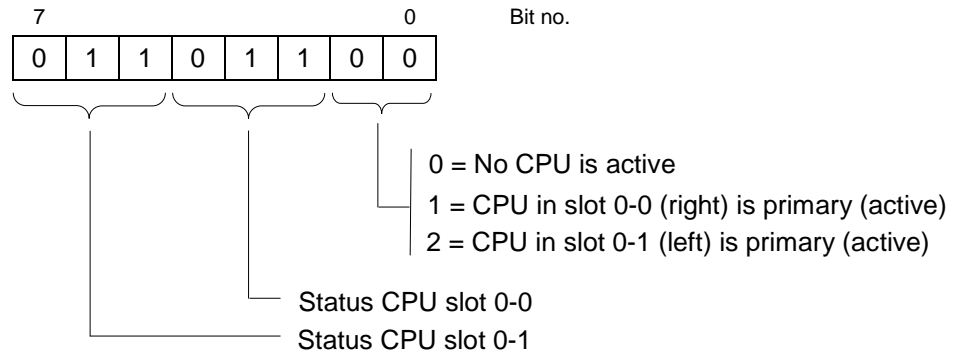 7 0 Bit no.
0 1 1 0 1 1 0 0
0 = No CPU is active
1 = CPU in slot 0-0 (right) is primary (active)
2 = CPU in slot 0-1 (left) is primary (active)
Status CPU slot 0-0
Status CPU slot 0-1